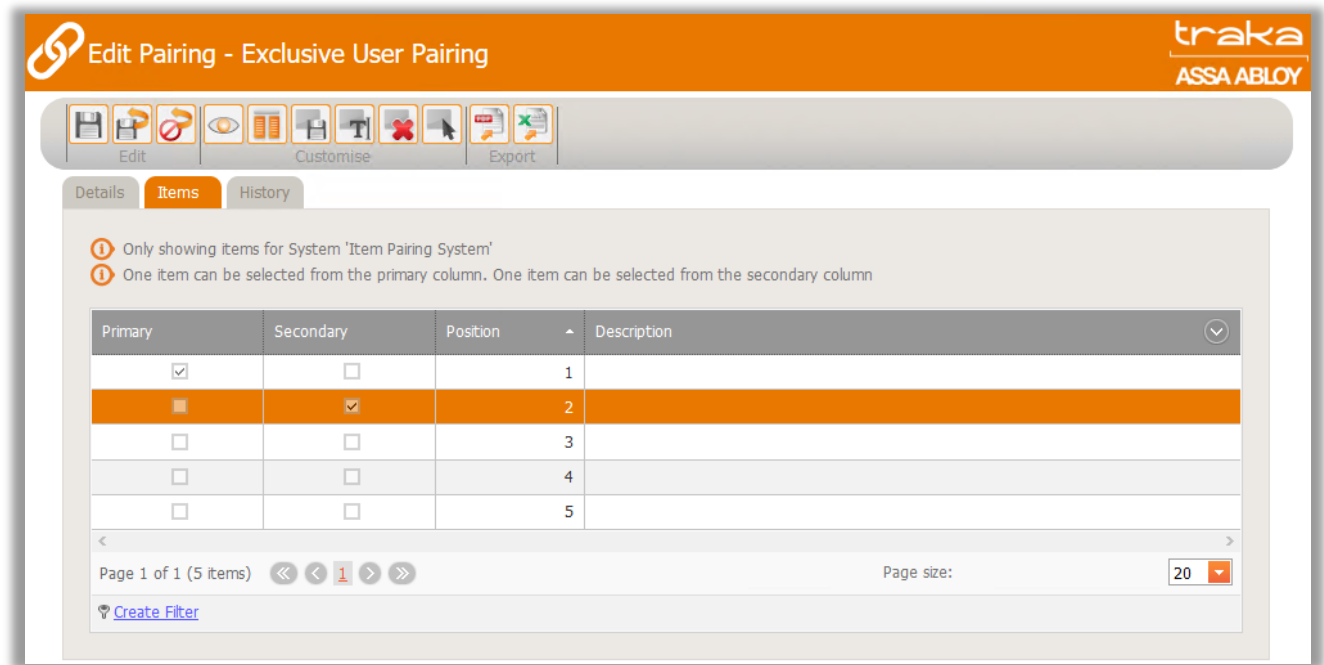 Edit Pairing - Exclusive User Pairing
traka
ASSA ABLOY
Edit
Customise
Export
Details
Items
History
Only showing items for System 'Item Pairing System'
One item can be selected from the primary column. One item can be selected from the secondary column
Primary Secondary Position Description
1
2
3
4
5
Page 1 of 1 (5 items) 1 Page size: 20
Create Filter